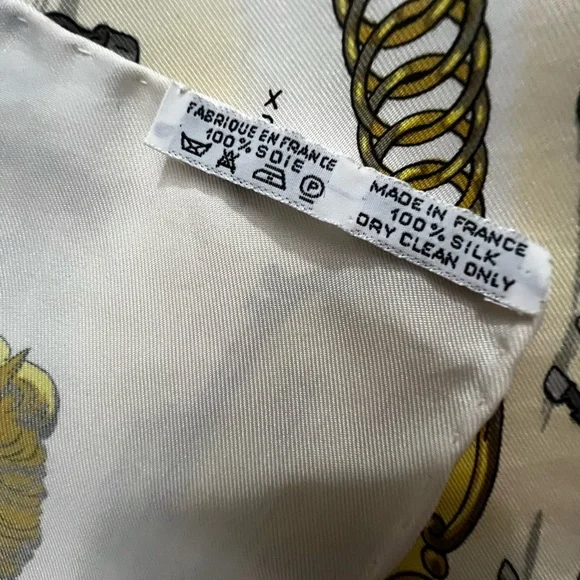 FABRIQUE EN FRANCE
100% SOIE
P
MADE IN FRANCE
100% SILK
DRY CLEAN ONLY
X